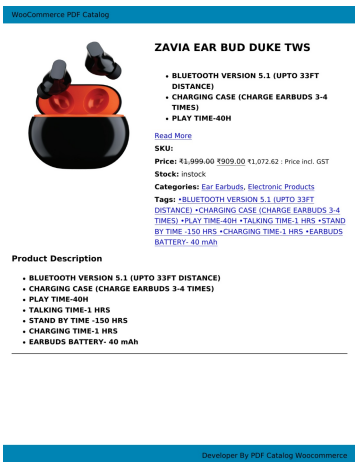 WooCommerce PDF Catalog
ZAVIA EAR BUD DUKE TWS
• BLUETOOTH VERSION 5.1 (UPTO 33FT
DISTANCE)
• CHARGING CASE (CHARGE EARBUDS 3-4
TIMES)
• PLAY TIME-40H
Read More
SKU:
Price: ₹1,999.00 ₹909.00 ₹1,072.62 : Price incl. GST
Stock: instock
Categories: Ear Earbuds, Electronic Products
Tags: •BLUETOOTH VERSION 5.1 (UPTO 33FT
DISTANCE) •CHARGING CASE (CHARGE EARBUDS 3-4
TIMES) •PLAY TIME-40H •TALKING TIME-1 HRS •STAND
BY TIME -150 HRS •CHARGING TIME-1 HRS •EARBUDS
BATTERY- 40 mAh
Product Description
• BLUETOOTH VERSION 5.1 (UPTO 33FT DISTANCE)
• CHARGING CASE (CHARGE EARBUDS 3-4 TIMES)
• PLAY TIME-40H
• TALKING TIME-1 HRS
• STAND BY TIME -150 HRS
• CHARGING TIME-1 HRS
• EARBUDS BATTERY- 40 mAh
Developer By PDF Catalog Woocommerce